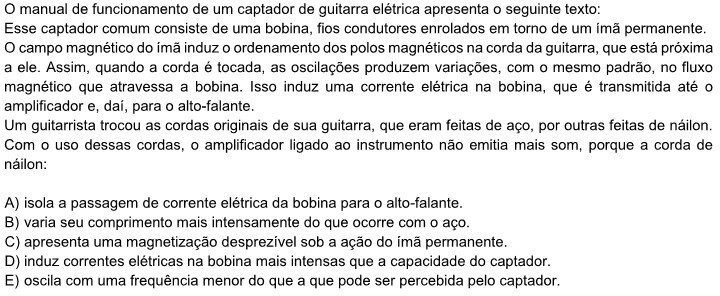 O manual de funcionamento de um captador de guitarra elétrica apresenta o seguinte texto:
Esse captador comum consiste de uma bobina, fios condutores enrolados em torno de um ímã permanente.
O campo magnético do ímã induz o ordenamento dos polos magnéticos na corda da guitarra, que está próxima
a ele. Assim, quando a corda é tocada, as oscilações produzem variações, com o mesmo padrão, no fluxo
magnético que atravessa a bobina. Isso induz uma corrente elétrica na bobina, que é transmitida até o
amplificador e, daí, para o alto-falante.
Um guitarrista trocou as cordas originais de sua guitarra, que eram feitas de aço, por outras feitas de náilon.
Com o uso dessas cordas, o amplificador ligado ao instrumento não emitia mais som, porque a corda de
náilon:
A) isola a passagem de corrente elétrica da bobina para o alto-falante.
B) varia seu comprimento mais intensamente do que ocorre com o aço.
C) apresenta uma magnetização desprezível sob a ação do ímã permanente.
D) induz correntes elétricas na bobina mais intensas que a capacidade do captador.
E) oscila com uma frequência menor do que a que pode ser percebida pelo captador.